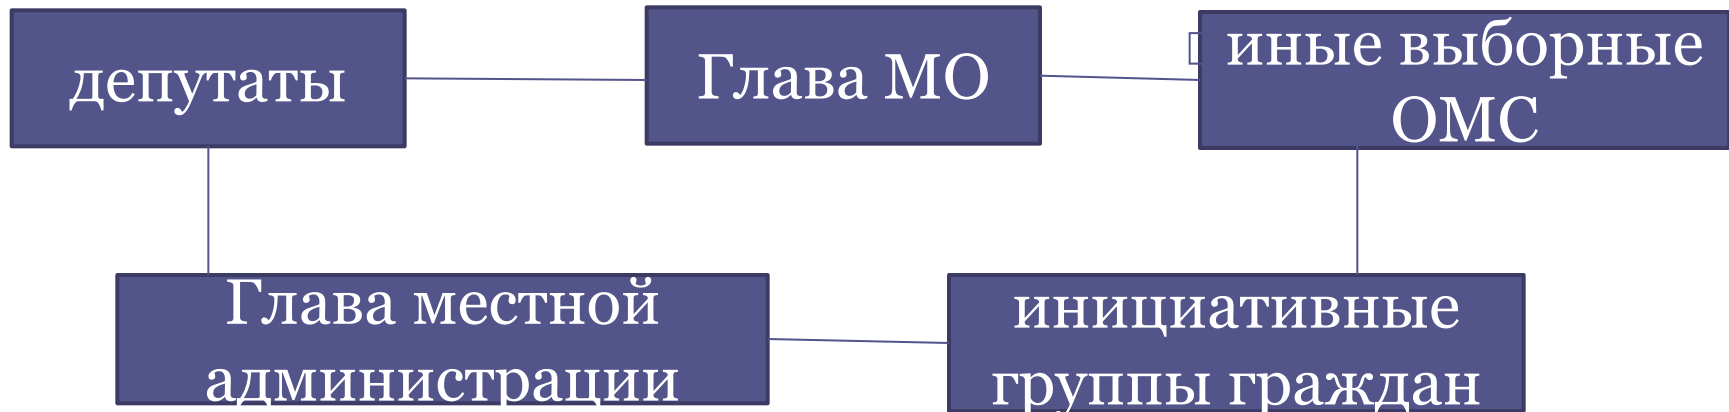 депутаты
Глава МО
иные выборные
ОМС
Глава местной
администрации
инициативные
группы граждан